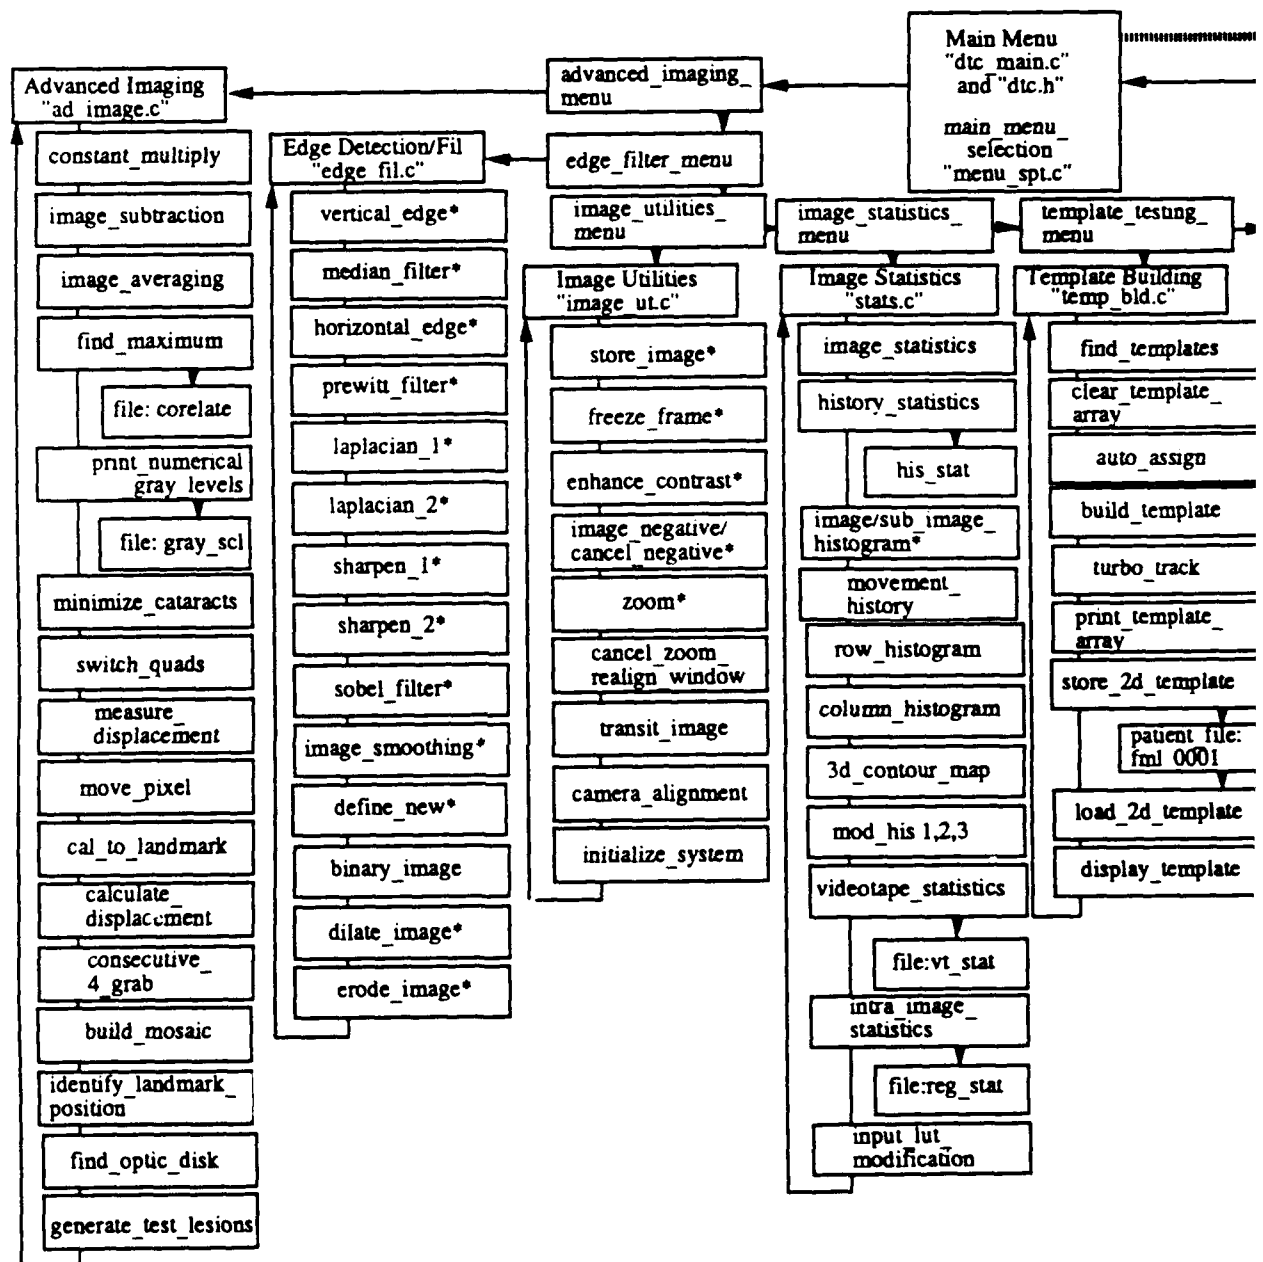 Main Menu
"dtc_main.c"
and "dtc.h"
main_menu_
selection
"menu_spt.c"
advanced_imaging_
menu
Advanced Imaging
"ad_image.c"
constant_multiply
image_subtraction
image_averaging
find_maximum
file: corelate
print_numerical
gray_levels
file: gray_scl
minimize_cataracts
switch_quads
measure_
displacement
move_pixel
cal_to_landmark
calculate_
displacement
consecutive_
4_grab
build_mosaic
identify_landmark_
position
find_optic_disk
generate_test_lesions
edge_filter_menu
Edge Detection/Fil
"edge_fil.c"
vertical_edge*
median_filter*
horizontal_edge*
prewitt_filter*
laplacian_1*
laplacian_2*
sharpen_1*
sharpen_2*
sobel_filter*
image_smoothing*
define_new*
binary_image
dilate_image*
erode_image*
image_utilities_
menu
Image Utilities
"image_ut.c"
store_image*
freeze_frame*
enhance_contrast*
image_negative/
cancel_negative*
zoom*
cancel_zoom_
realign_window
transit_image
camera_alignment
initialize_system
image_statistics_
menu
Image Statistics
"stats.c"
image_statistics
history_statistics
his_stat
image/sub_image_
histogram*
movement_
history
row_histogram
column_histogram
3d_contour_map
mod_his 1,2,3
videotape_statistics
file:vt_stat
intra_image_
statistics
file:reg_stat
input_lut_
modification
template_testing_
menu
Template Building
"temp_bld.c"
find_templates
clear_template_
array
auto_assign
build_template
turbo_track
print_template_
array
store_2d_template
patient_file:
fml_0001
load_2d_template
display_template